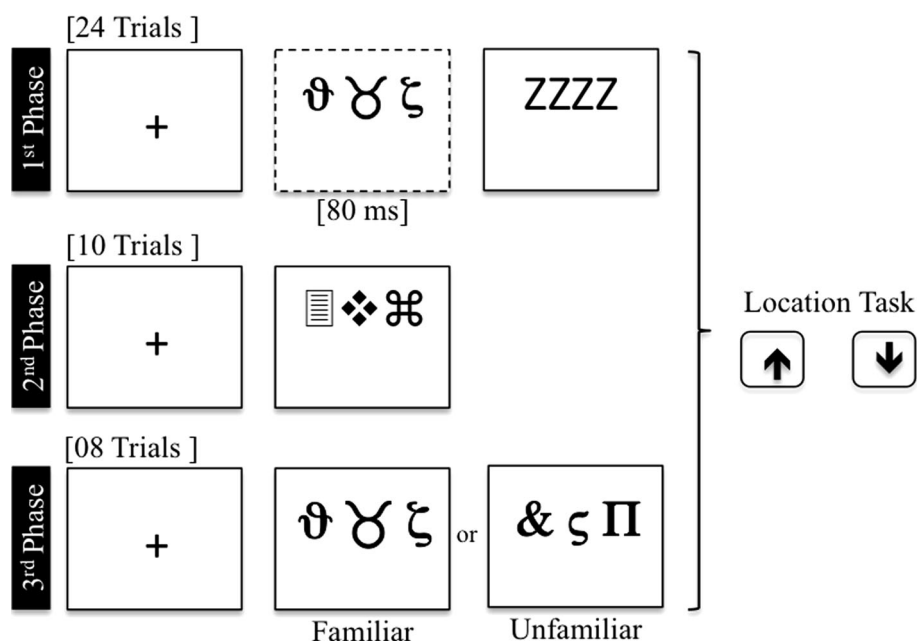 [24 Trials ]
1st Phase
+
ϑ ♉ ζ
ZZZZ
[80 ms]
[10 Trials ]
2nd Phase
+
❖ ⌘
Location Task
↑ ↓
[08 Trials ]
3rd Phase
+
ϑ ♉ ζ
or
& ς Π
Familiar
Unfamiliar